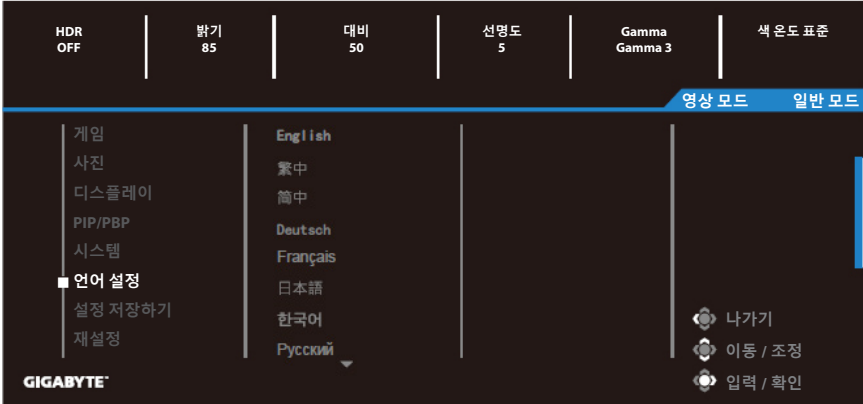 HDR
OFF
밝기
85
대비
50
선명도
5
Gamma
Gamma 3
색 온도 표준
영상 모드 일반 모드
게임
사진
디스플레이
PIP/PBP
시스템
언어 설정
설정 저장하기
재설정
English
繁中
简中
Deutsch
Français
日本語
한국어
Русский
나가기
이동 / 조정
입력 / 확인
GIGABYTE™